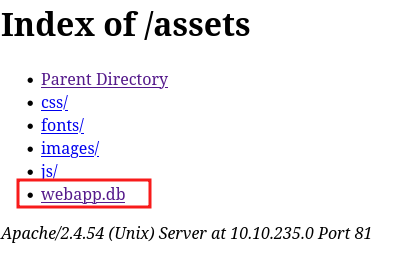 Index of /assets
Parent Directory
css/
fonts/
images/
js/
webapp.db
Apache/2.4.54 (Unix) Server at 10.10.235.0 Port 81